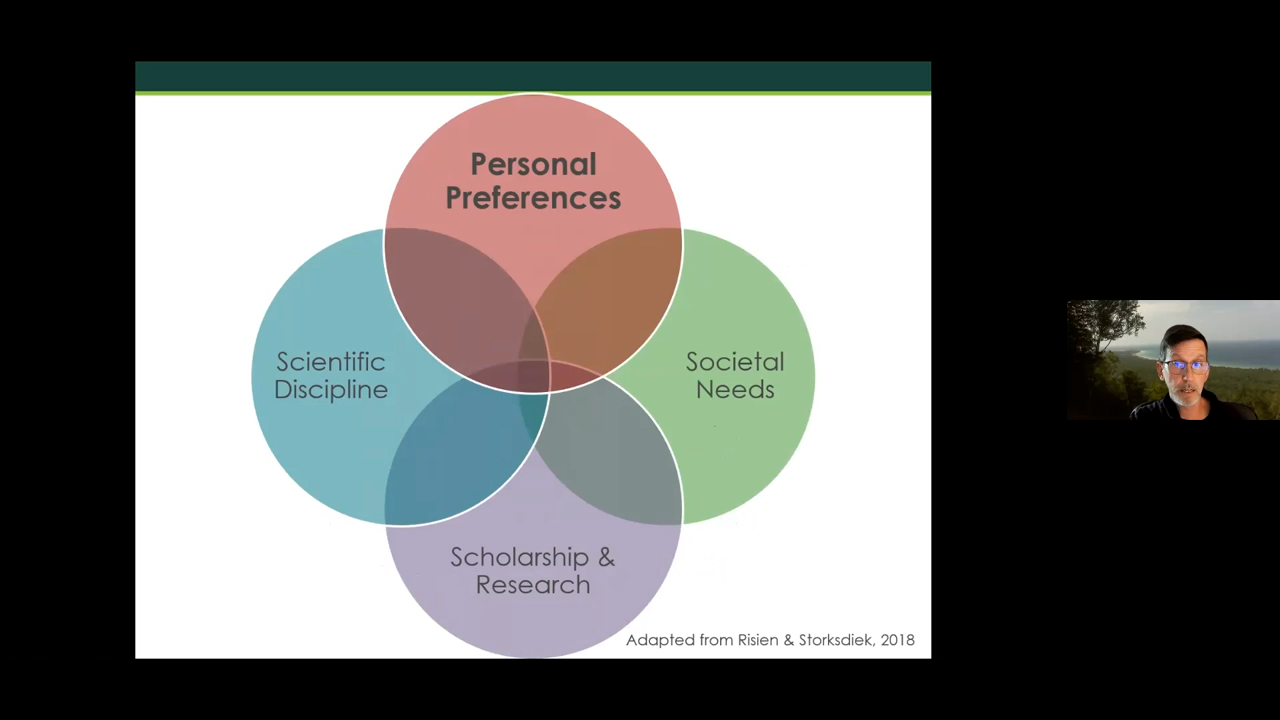 Personal
Preferences
Scientific
Discipline
Societal
Needs
Scholarship &
Research
Adapted from Risien & Storksdiek, 2018